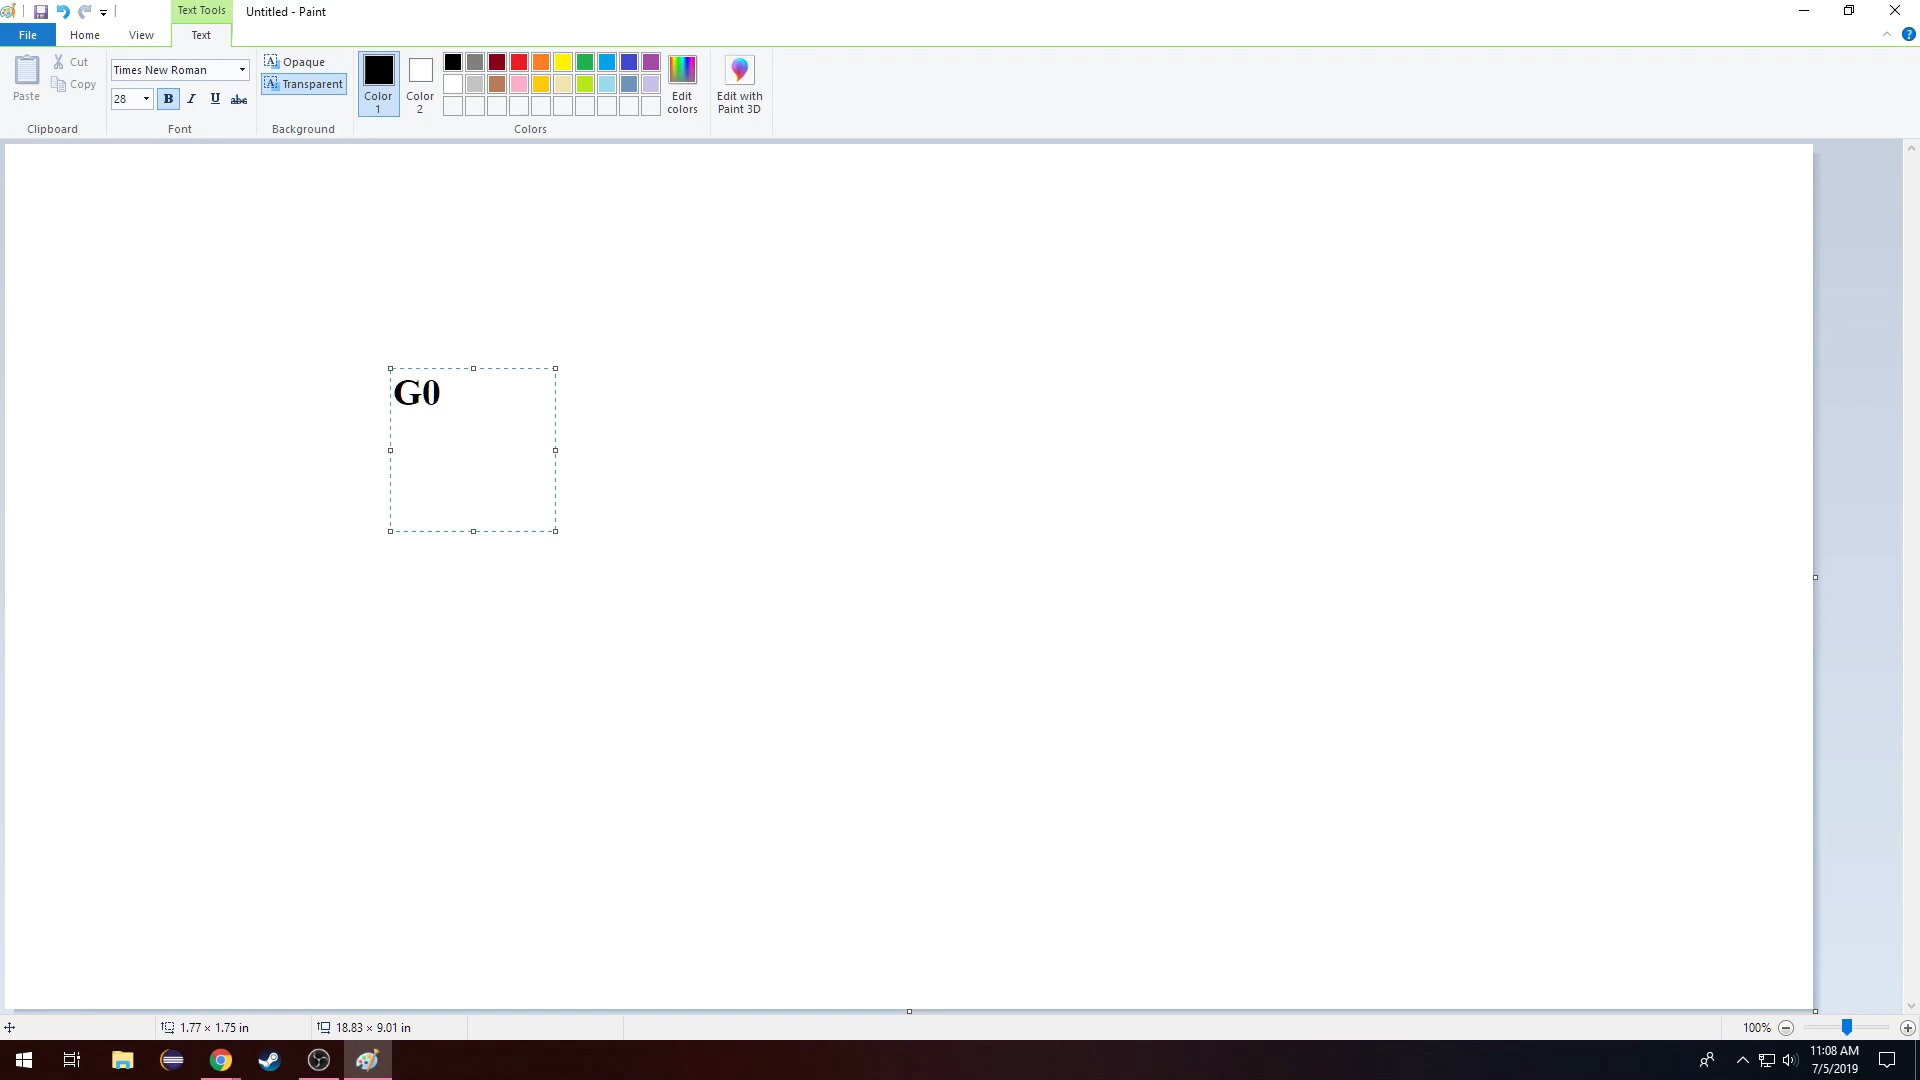 Text Tools
Untitled - Paint
File
Home
View
Text
Paste
Cut
Copy
Clipboard
Times New Roman
28
B
I
U
abc
Font
A Opaque
A Transparent
Background
Color
1
Color
2
Colors
Edit
colors
Edit with
Paint 3D
G0
1.77 × 1.75 in
18.83 × 9.01 in
100%
11:08 AM
7/5/2019